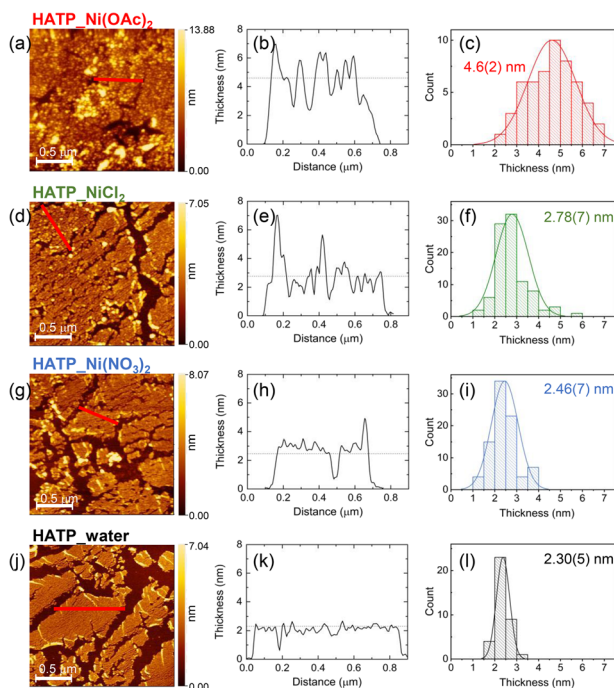 HATP_Ni(OAc)₂
(a)
13.88
nm
0.00
0.5 µm
(b)
Thickness (nm)
8
6
4
2
0
0.0 0.2 0.4 0.6 0.8
Distance (µm)
(c)
4.6(2) nm
Count
10
5
0
0 1 2 3 4 5 6 7
Thickness (nm)
HATP_NiCl₂
(d)
7.05
nm
0.00
0.5 µm
(e)
Thickness (nm)
8
6
4
2
0
0.0 0.2 0.4 0.6 0.8
Distance (µm)
(f)
2.78(7) nm
Count
30
20
10
0
0 1 2 3 4 5 6 7
Thickness (nm)
HATP_Ni(NO₃)₂
(g)
8.07
nm
0.00
0.5 µm
(h)
Thickness (nm)
8
6
4
2
0
0.0 0.2 0.4 0.6 0.8
Distance (µm)
(i)
2.46(7) nm
Count
30
20
10
0
0 1 2 3 4 5 6 7
Thickness (nm)
HATP_water
(j)
7.04
nm
0.00
0.5 µm
(k)
Thickness (nm)
8
7
6
5
4
3
2
1
0
0.0 0.2 0.4 0.6 0.8
Distance (µm)
(l)
2.30(5) nm
Count
20
10
0
0 1 2 3 4 5 6 7
Thickness (nm)